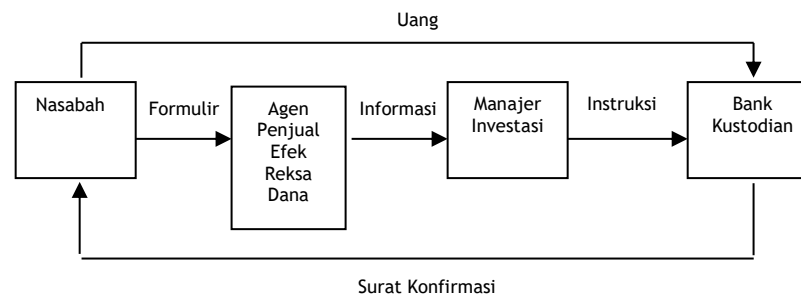 Uang
Nasabah
Formulir
Agen
Penjual
Efek
Reksa
Dana
Informasi
Manajer
Investasi
Instruksi
Bank
Kustodian
Surat Konfirmasi